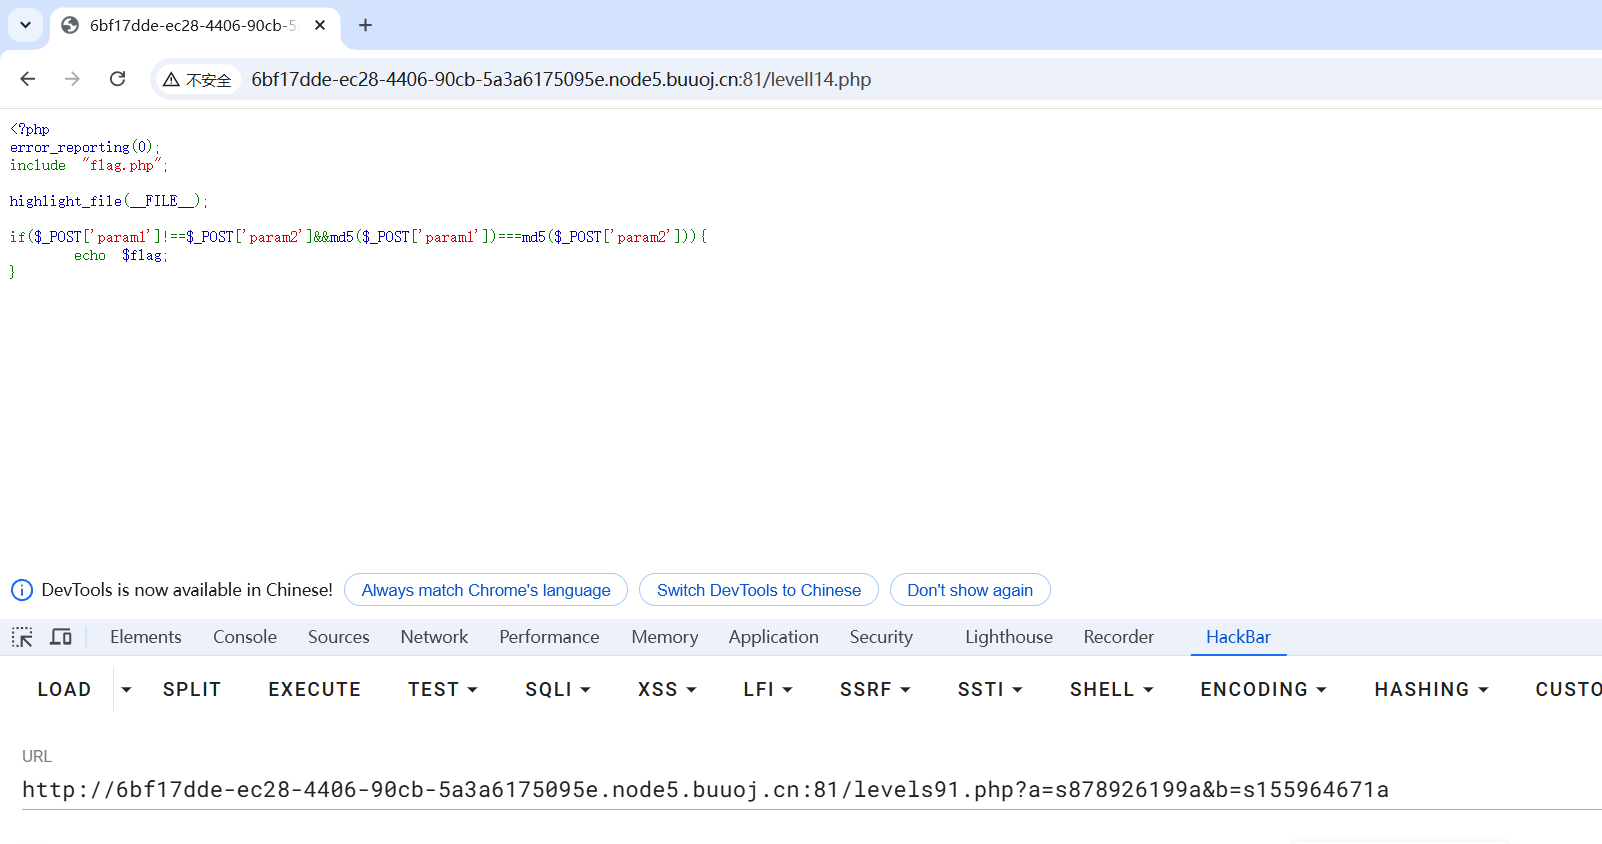 6bf17dde-ec28-4406-90cb-5
不安全 6bf17dde-ec28-4406-90cb-5a3a6175095e.node5.buuoj.cn:81/levell14.php
<?php
error_reporting(0);
include "flag.php";
highlight_file(__FILE__);
if($_POST['param1']!==$_POST['param2']&&md5($_POST['param1'])===md5($_POST['param2'])){
echo $flag;
}
DevTools is now available in Chinese! Always match Chrome's language Switch DevTools to Chinese Don't show again
Elements Console Sources Network Performance Memory Application Security Lighthouse Recorder HackBar
LOAD SPLIT EXECUTE TEST SQLI XSS LFI SSRF SSTI SHELL ENCODING HASHING CUSTO
URL
http://6bf17dde-ec28-4406-90cb-5a3a6175095e.node5.buuoj.cn:81/levels91.php?a=s878926199a&b=s155964671a